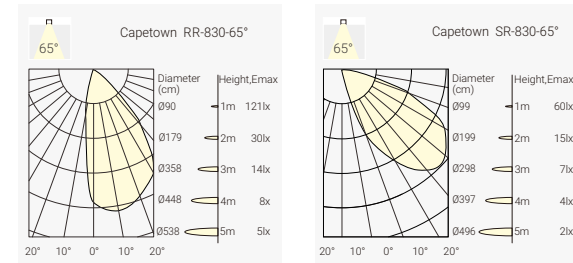 65°
Capetown RR-830-65°
Diameter
(cm)
Height,Emax
Ø90 1m 121lx
Ø179 2m 30lx
Ø358 3m 14lx
Ø448 4m 8x
Ø538 5m 5lx
20° 10° 0° 10° 20°
65°
Capetown SR-830-65°
Diameter
(cm)
Height,Emax
Ø99 1m 60lx
Ø199 2m 15lx
Ø298 3m 7lx
Ø397 4m 4lx
Ø496 5m 2lx
20° 10° 0° 10° 20°